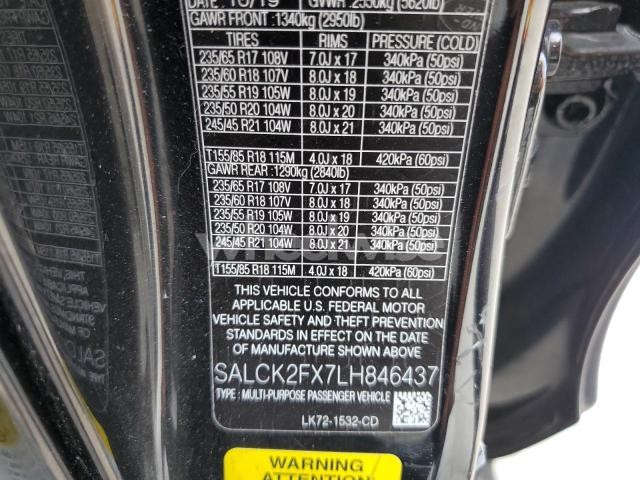 DATE 10/19 GVWR :2550kg (5620lb)
GAWR FRONT :1340kg (2950lb)
TIRES RIMS PRESSURE (COLD)
235/65 R17 108V 7.0J x 17 340kPa (50psi)
235/60 R18 107V 8.0J x 18 340kPa (50psi)
235/55 R19 105W 8.0J x 19 340kPa (50psi)
235/50 R20 104W 8.0J x 20 340kPa (50psi)
245/45 R21 104W 8.0J x 21 340kPa (50psi)
T155/85 R18 115M 4.0J x 18 420kPa (60psi)
GAWR REAR :1290kg (2840lb)
235/65 R17 108V 7.0J x 17 340kPa (50psi)
235/60 R18 107V 8.0J x 18 340kPa (50psi)
235/55 R19 105W 8.0J x 19 340kPa (50psi)
235/50 R20 104W 8.0J x 20 340kPa (50psi)
245/45 R21 104W 8.0J x 21 340kPa (50psi)
T155/85 R18 115M 4.0J x 18 420kPa (60psi)
THIS VEHICLE CONFORMS TO ALL
APPLICABLE U.S. FEDERAL MOTOR
VEHICLE SAFETY AND THEFT PREVENTION
STANDARDS IN EFFECT ON THE DATE
OF MANUFACTURE SHOWN ABOVE
SALCK2FX7LH846437
TYPE : MULTI-PURPOSE PASSENGER VEHICLE
LK72-1532-CD
WARNING
ATTENTION